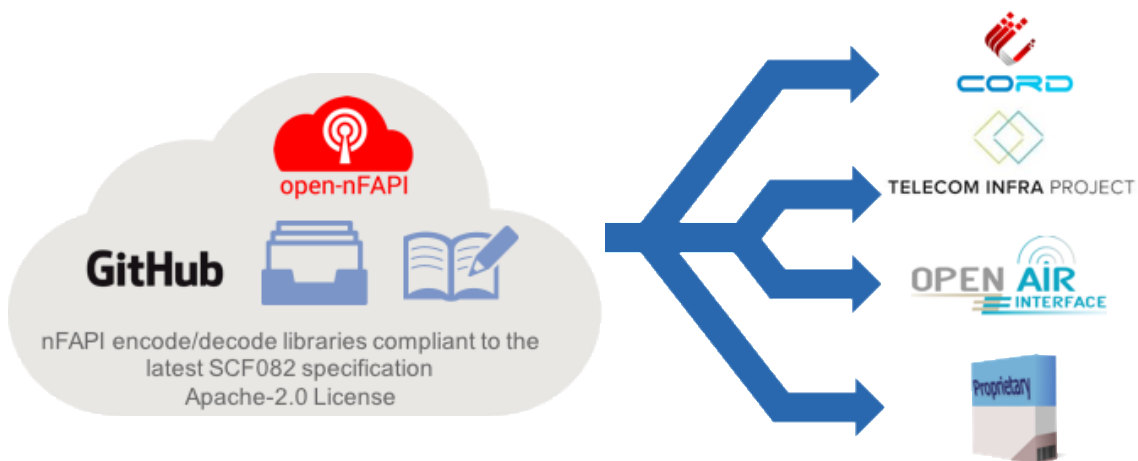 open-nFAPI
GitHub
nFAPI encode/decode libraries compliant to the
latest SCF082 specification
Apache-2.0 License
CORD
TELECOM INFRA PROJECT
OPEN AIR
INTERFACE
Proprietary